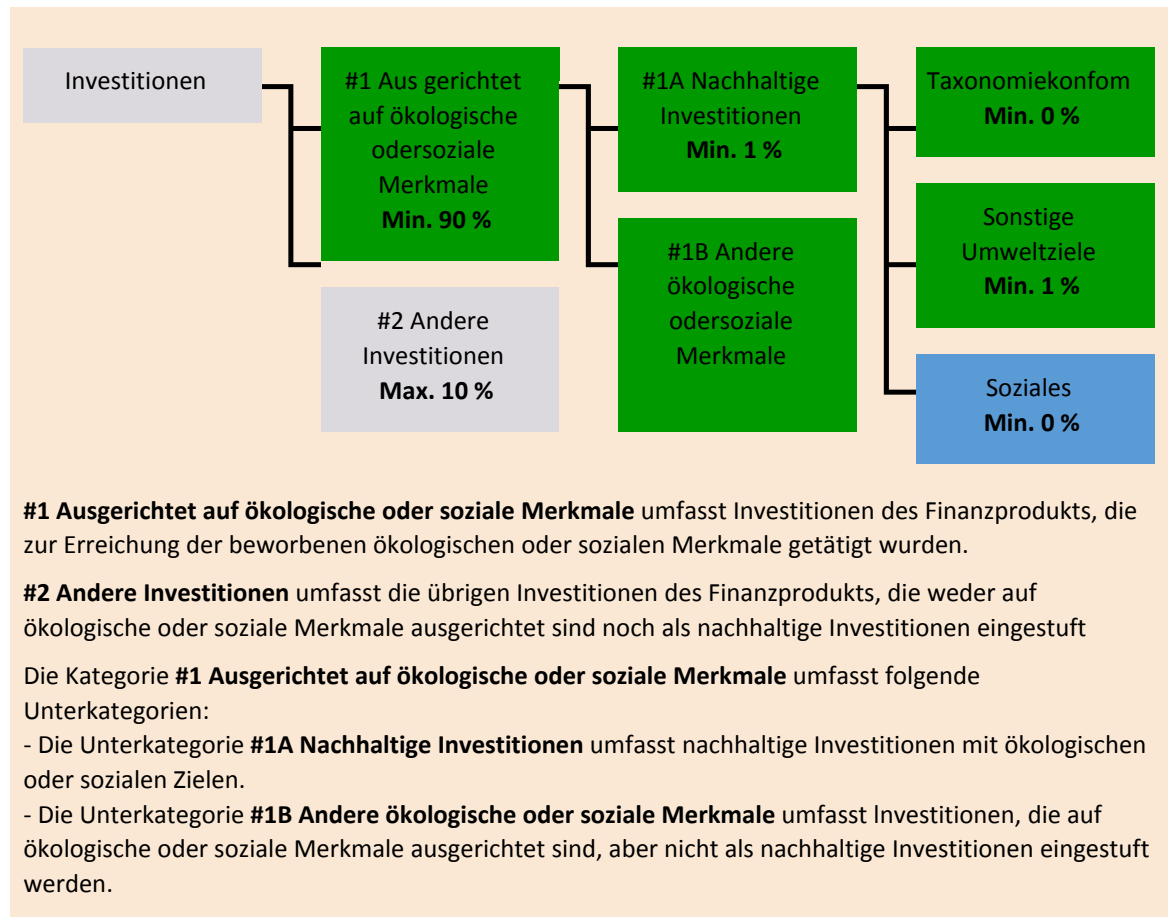 Investitionen
#1 Aus gerichtet
auf ökologische
odersoziale
Merkmale
Min. 90 %
#2 Andere
Investitionen
Max. 10 %
#1A Nachhaltige
Investitionen
Min. 1 %
#1B Andere
ökologische
odersoziale
Merkmale
Taxonomiekonfom
Min. 0 %
Sonstige
Umweltziele
Min. 1 %
Soziales
Min. 0 %
#1 Ausgerichtet auf ökologische oder soziale Merkmale umfasst Investitionen des Finanzprodukts, die
zur Erreichung der beworbenen ökologischen oder sozialen Merkmale getätigt wurden.
#2 Andere Investitionen umfasst die übrigen Investitionen des Finanzprodukts, die weder auf
ökologische oder soziale Merkmale ausgerichtet sind noch als nachhaltige Investitionen eingestuft
Die Kategorie #1 Ausgerichtet auf ökologische oder soziale Merkmale umfasst folgende
Unterkategorien:
- Die Unterkategorie #1A Nachhaltige Investitionen umfasst nachhaltige Investitionen mit ökologischen
oder sozialen Zielen.
- Die Unterkategorie #1B Andere ökologische oder soziale Merkmale umfasst lnvestitionen, die auf
ökologische oder soziale Merkmale ausgerichtet sind, aber nicht als nachhaltige Investitionen eingestuft
werden.